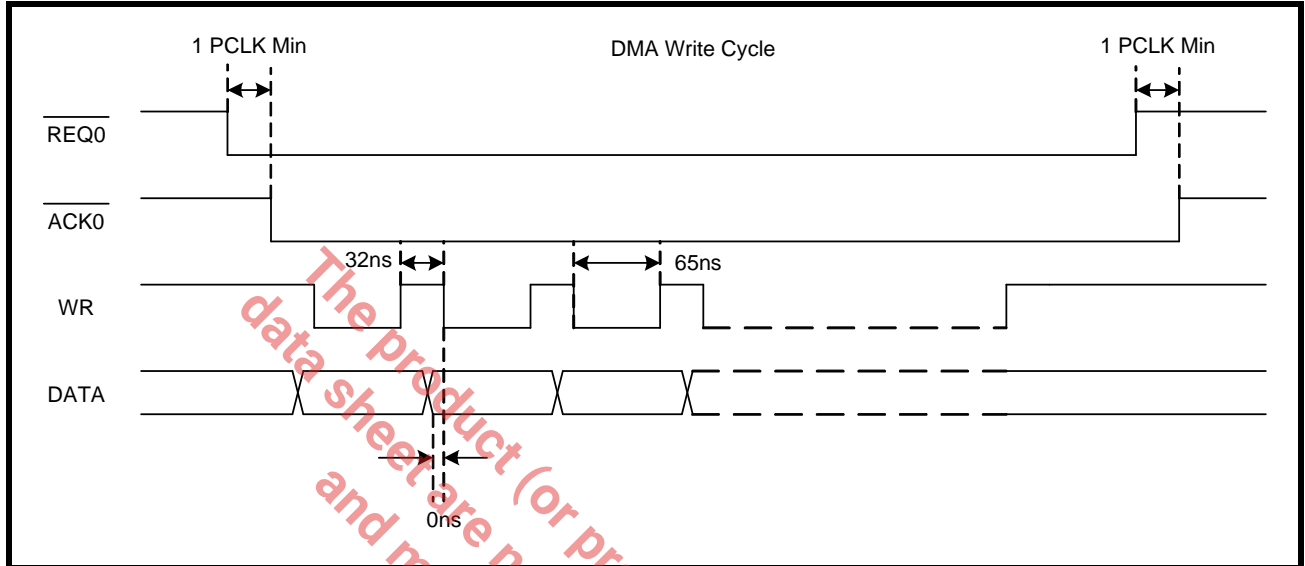 1 PCLK Min
DMA Write Cycle
1 PCLK Min
REQ0
ACK0
32ns
65ns
WR
DATA
0ns
The product (or pr
data sheet are n
and m